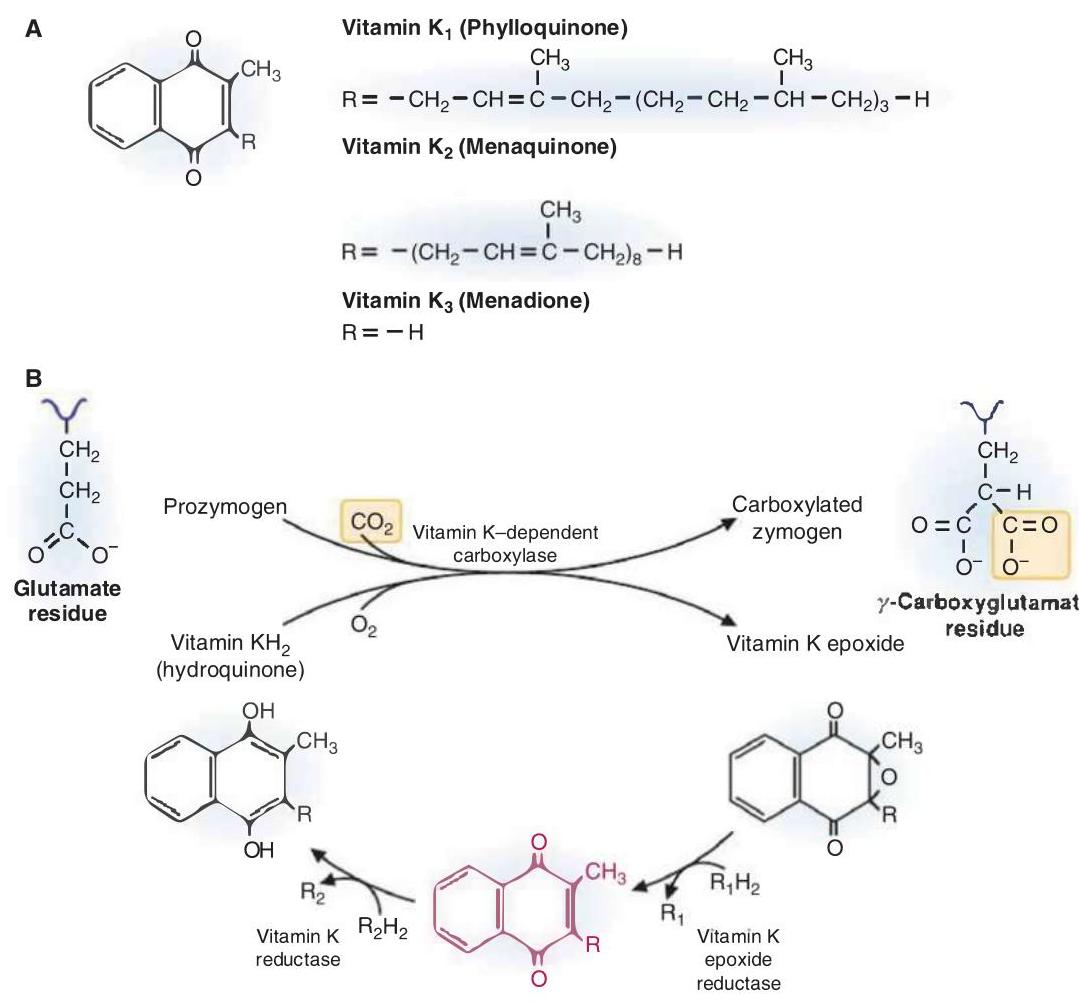 A
Vitamin K₁ (Phylloquinone)
O
CH₃
R
O
CH₃ CH₃
R = – CH₂ – CH = C – CH₂ – (CH₂ – CH₂ – CH – CH₂)₃ – H
Vitamin K₂ (Menaquinone)
CH₃
R = – (CH₂ – CH = C – CH₂)₈ – H
Vitamin K₃ (Menadione)
R = – H
B
CH₂
CH₂
C
O O⁻
Glutamate
residue
Prozymogen
CO₂
Vitamin K–dependent
carboxylase
Carboxylated
zymogen
CH₂
C – H
O = C C = O
O⁻ O⁻
γ-Carboxyglutamat
residue
O₂
Vitamin KH₂
(hydroquinone)
Vitamin K epoxide
OH
CH₃
R
OH
O
CH₃
O
R
O
R₂
R₂H₂
Vitamin K
reductase
O
CH₃
R
O
R₁H₂
R₁
Vitamin K
epoxide
reductase